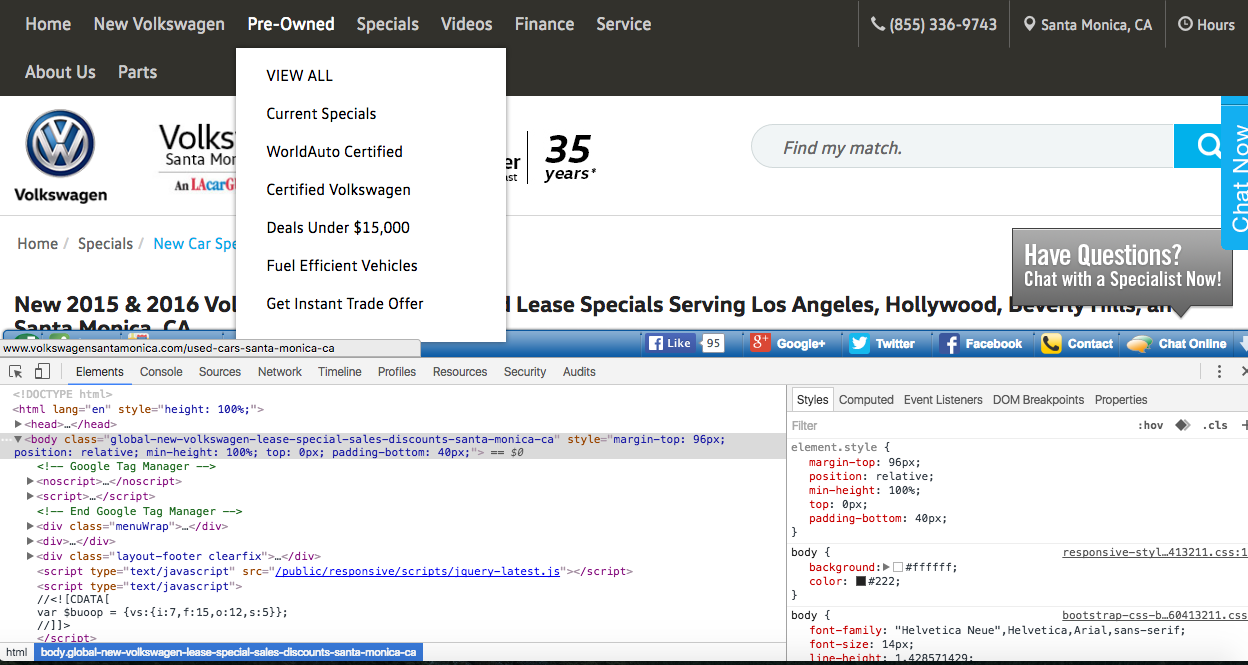 Home New Volkswagen Pre-Owned Specials Videos Finance Service (855) 336-9743 Santa Monica, CA Hours
About Us Parts
VIEW ALL
Current Specials
WorldAuto Certified
Certified Volkswagen
Deals Under $15,000
Fuel Efficient Vehicles
Get Instant Trade Offer
Volkswagen
Volks
Santa Mo
An LAcarG
er
ast
35
years*
Find my match.
Chat Now
Home / Specials / New Car Spe
Have Questions?
Chat with a Specialist Now!
New 2015 & 2016 Vol d Lease Specials Serving Los Angeles, Hollywood, Beverly Hills, an
Santa Monica, CA
Like 95 Google+ Twitter Facebook Contact Chat Online
www.volkswagensantamonica.com/used-cars-santa-monica-ca
Elements Console Sources Network Timeline Profiles Resources Security Audits
<!DOCTYPE html>
<html lang="en" style="height: 100%;">
<head>…</head>
<body class="global-new-volkswagen-lease-special-sales-discounts-santa-monica-ca" style="margin-top: 96px;
position: relative; min-height: 100%; top: 0px; padding-bottom: 40px;"> == $0
<!-- Google Tag Manager -->
<noscript>…</noscript>
<script>…</script>
<!-- End Google Tag Manager -->
<div class="menuWrap">…</div>
<div>…</div>
<div class="layout-footer clearfix">…</div>
<script type="text/javascript" src="/public/responsive/scripts/jquery-latest.js"></script>
<script type="text/javascript">
//<![CDATA[
var $buoop = {vs:{i:7,f:15,o:12,s:5}};
//]]>
</script>
html body.global-new-volkswagen-lease-special-sales-discounts-santa-monica-ca
Styles Computed Event Listeners DOM Breakpoints Properties
Filter :hov .cls +
element.style {
margin-top: 96px;
position: relative;
min-height: 100%;
top: 0px;
padding-bottom: 40px;
}
body { responsive-styl…413211.css:1
background: #ffffff;
color: #222;
}
body { bootstrap-css-b…60413211.css
font-family: "Helvetica Neue",Helvetica,Arial,sans-serif;
font-size: 14px;
line-height: 1.428571429;